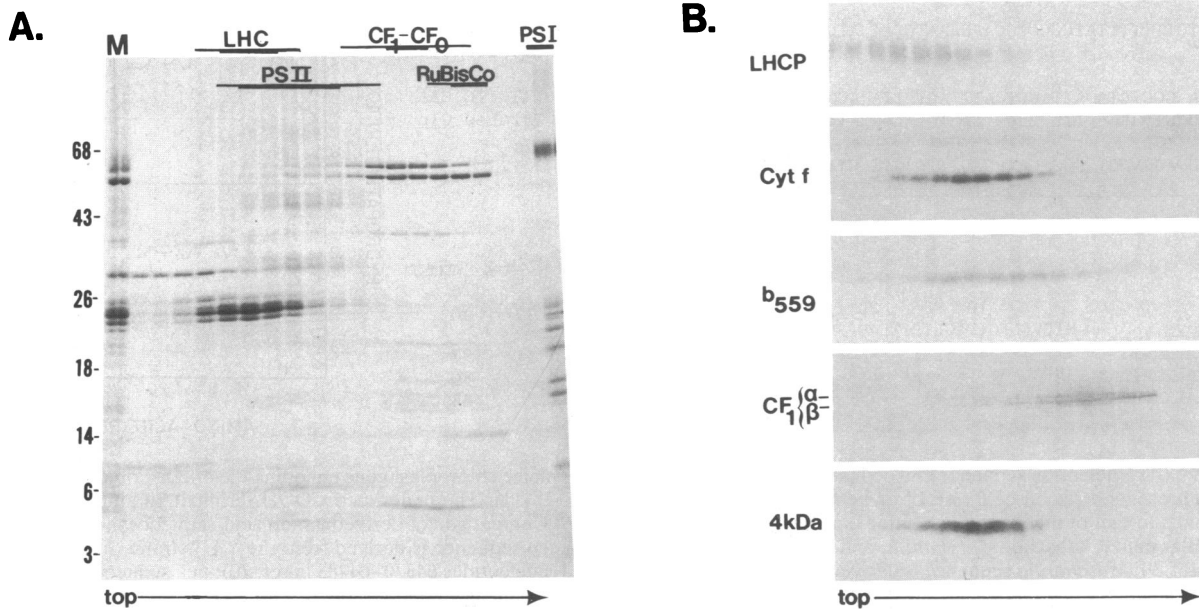 A.
M LHC CF1-CF0 PSI
PSII RuBisCo
68-
43-
26-
18-
14-
6-
3-
top
B.
LHCP
Cyt f
b559
CF1 {α-
{β-
4kDa
top